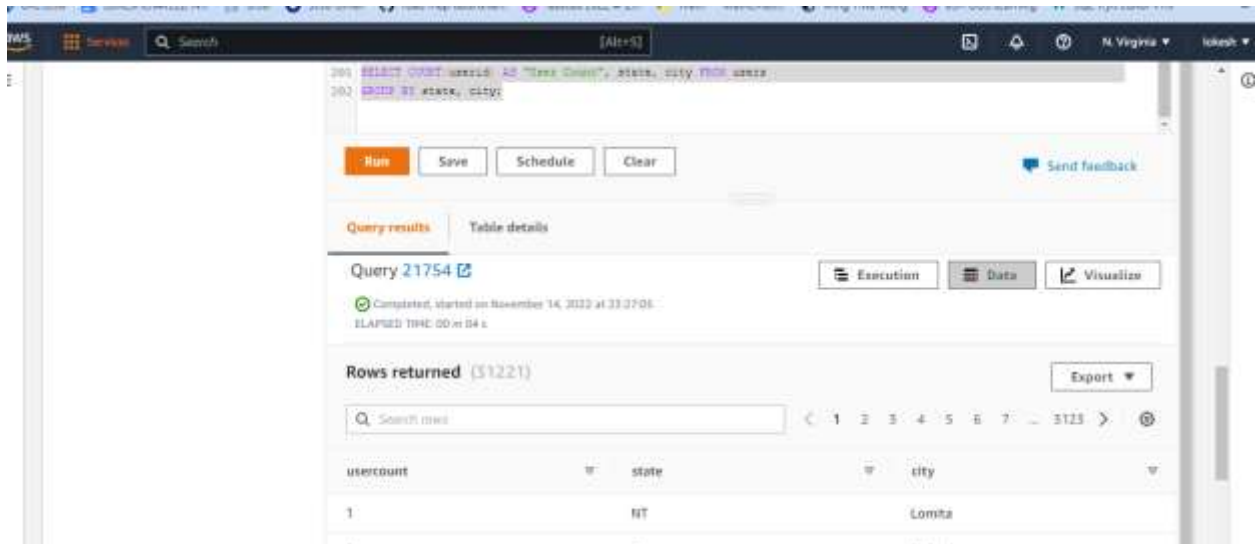 aws
Services
Search
[Alt+S]
N. Virginia
lokesh
201 SELECT COUNT userid AS "User Count", state, city FROM users
202 GROUP BY state, city;
Run
Save
Schedule
Clear
Send feedback
Query results
Table details
Query 21754
Execution
Data
Visualize
Completed, started on November 14, 2022 at 23:27:05
ELAPSED TIME: 00 m 04 s
Rows returned (31221)
Export
Search rows
1 2 3 4 5 6 7 ... 3123
usercount state city
1 NT Lomita